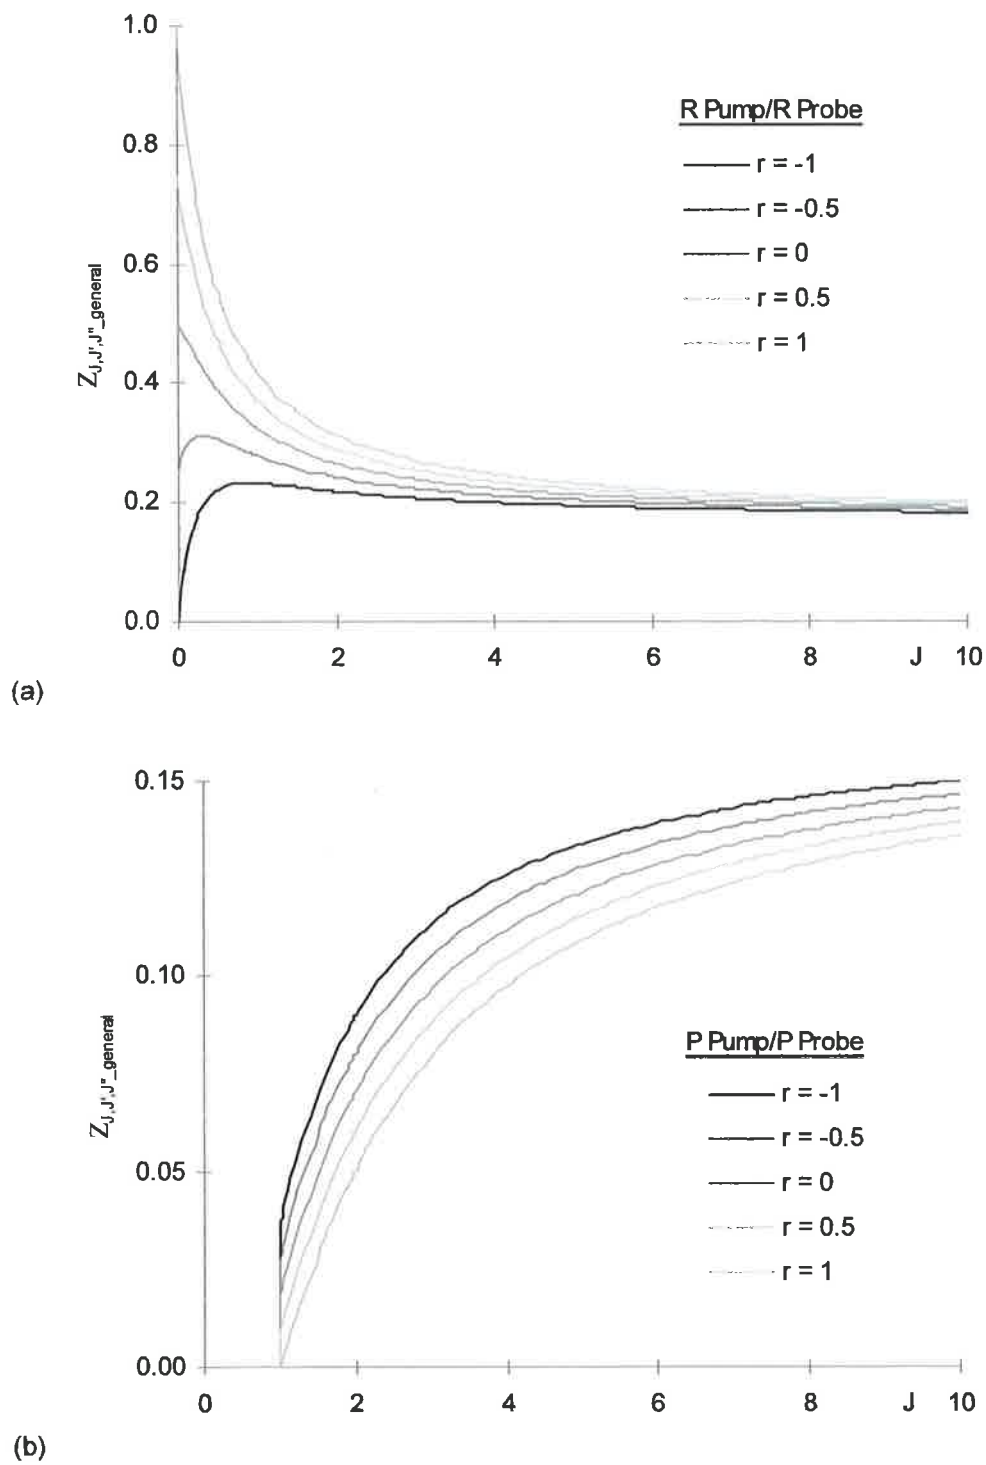 1.0
0.8
0.6
0.4
0.2
0.0
Z J,J',J"_general
R Pump/R Probe
r = -1
r = -0.5
r = 0
r = 0.5
r = 1
0 2 4 6 8 J 10
(a)
0.15
0.10
0.05
0.00
Z J,J',J"_general
P Pump/P Probe
r = -1
r = -0.5
r = 0
r = 0.5
r = 1
0 2 4 6 8 J 10
(b)